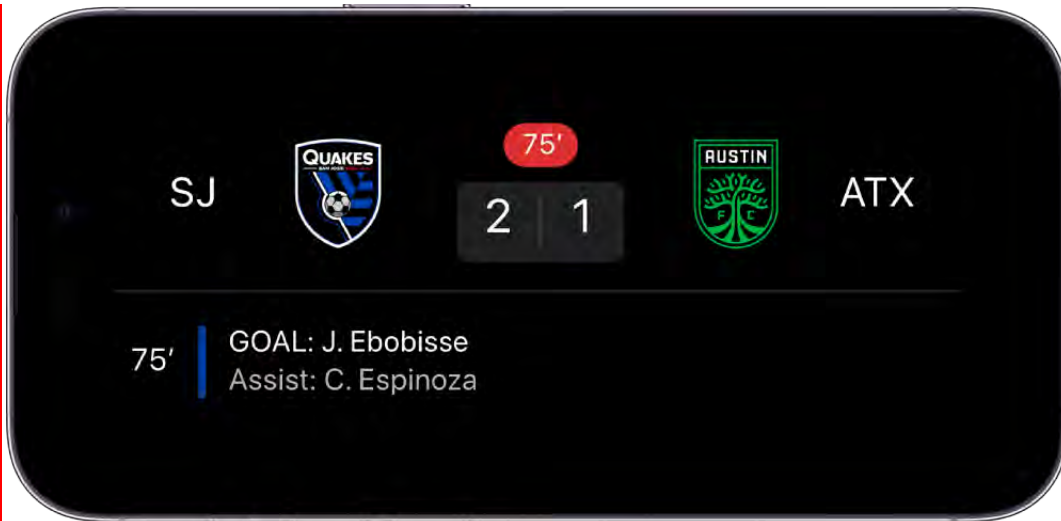 75′
SJ
QUAKES
2 1
AUSTIN
F C
ATX
75′
GOAL: J. Ebobisse
Assist: C. Espinoza